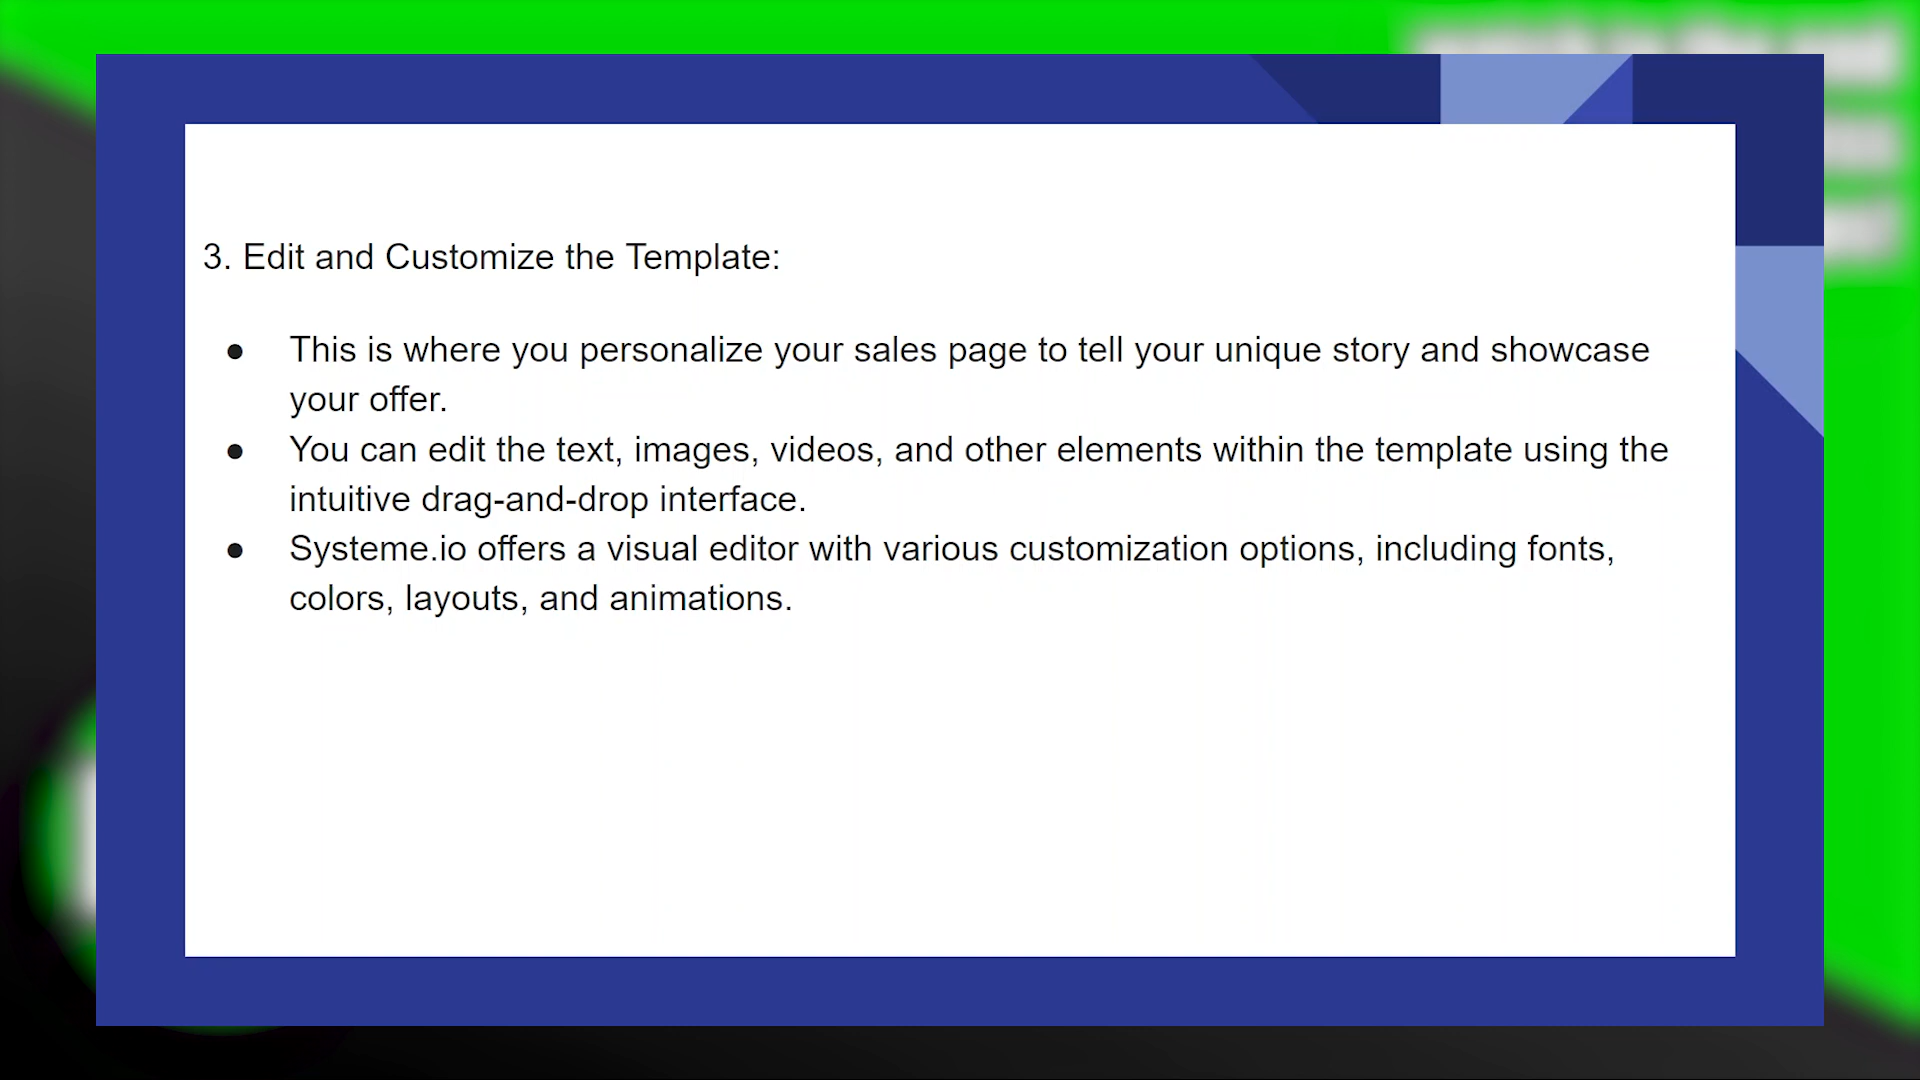 3. Edit and Customize the Template:
● This is where you personalize your sales page to tell your unique story and showcase
your offer.
● You can edit the text, images, videos, and other elements within the template using the
intuitive drag-and-drop interface.
● Systeme.io offers a visual editor with various customization options, including fonts,
colors, layouts, and animations.